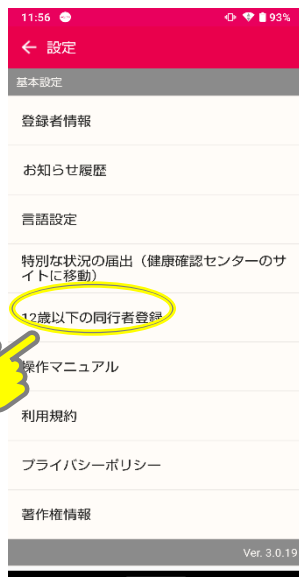 11:56 93%
← 設定
基本設定
登録者情報
お知らせ履歴
言語設定
特別な状況の届出（健康確認センターのサ
イトに移動）
12歳以下の同行者登録
操作マニュアル
利用規約
プライバシーポリシー
著作権情報
Ver. 3.0.19